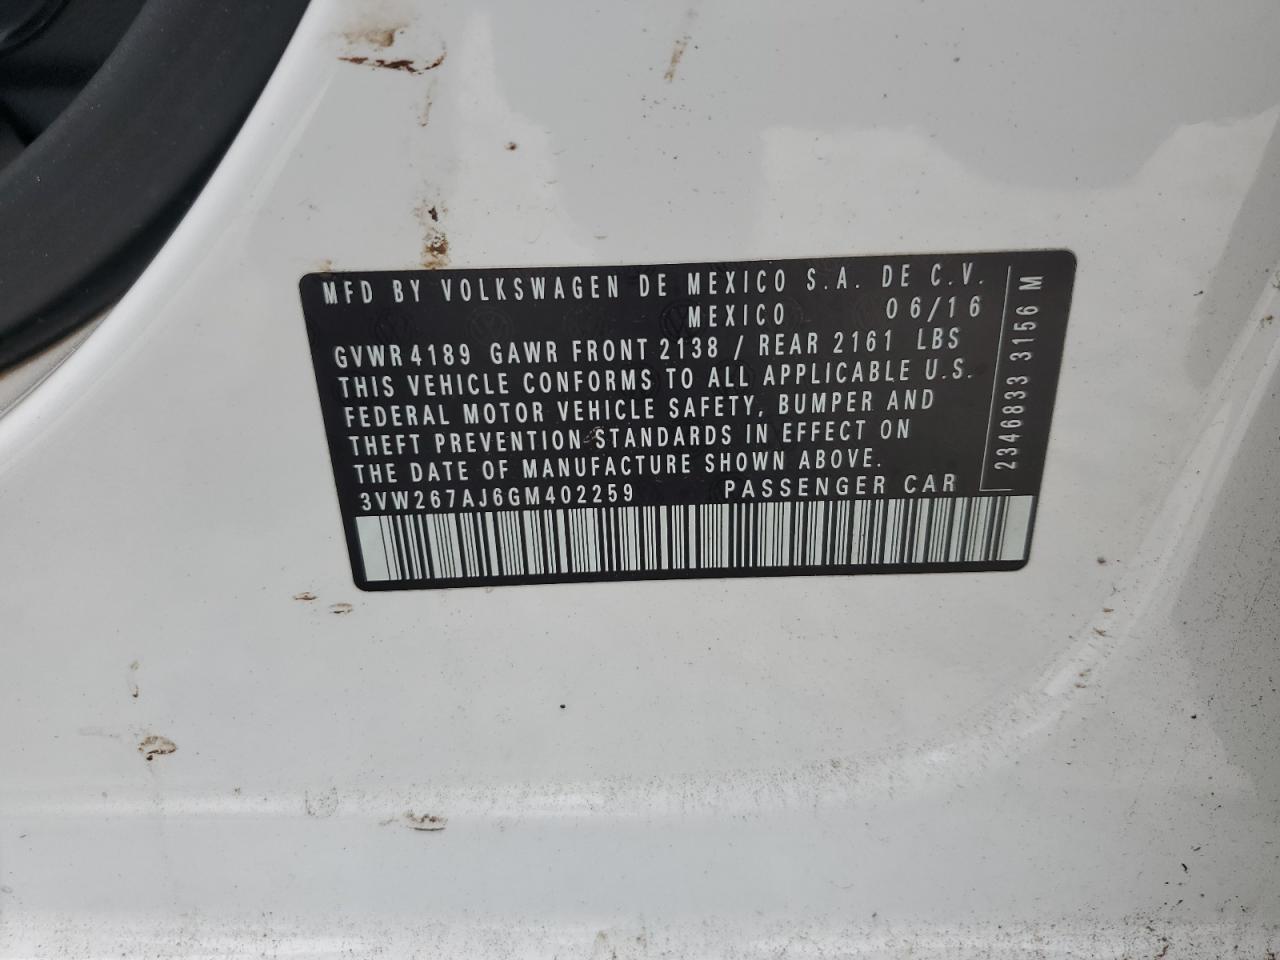 MFD BY VOLKSWAGEN DE MEXICO S.A. DE C.V.
MEXICO 06/16
GVWR 4189 GAWR FRONT 2138 / REAR 2161 LBS
THIS VEHICLE CONFORMS TO ALL APPLICABLE U.S.
FEDERAL MOTOR VEHICLE SAFETY, BUMPER AND
THEFT PREVENTION STANDARDS IN EFFECT ON
THE DATE OF MANUFACTURE SHOWN ABOVE.
3VW267AJ6GM402259 PASSENGER CAR
2346833 3156 M